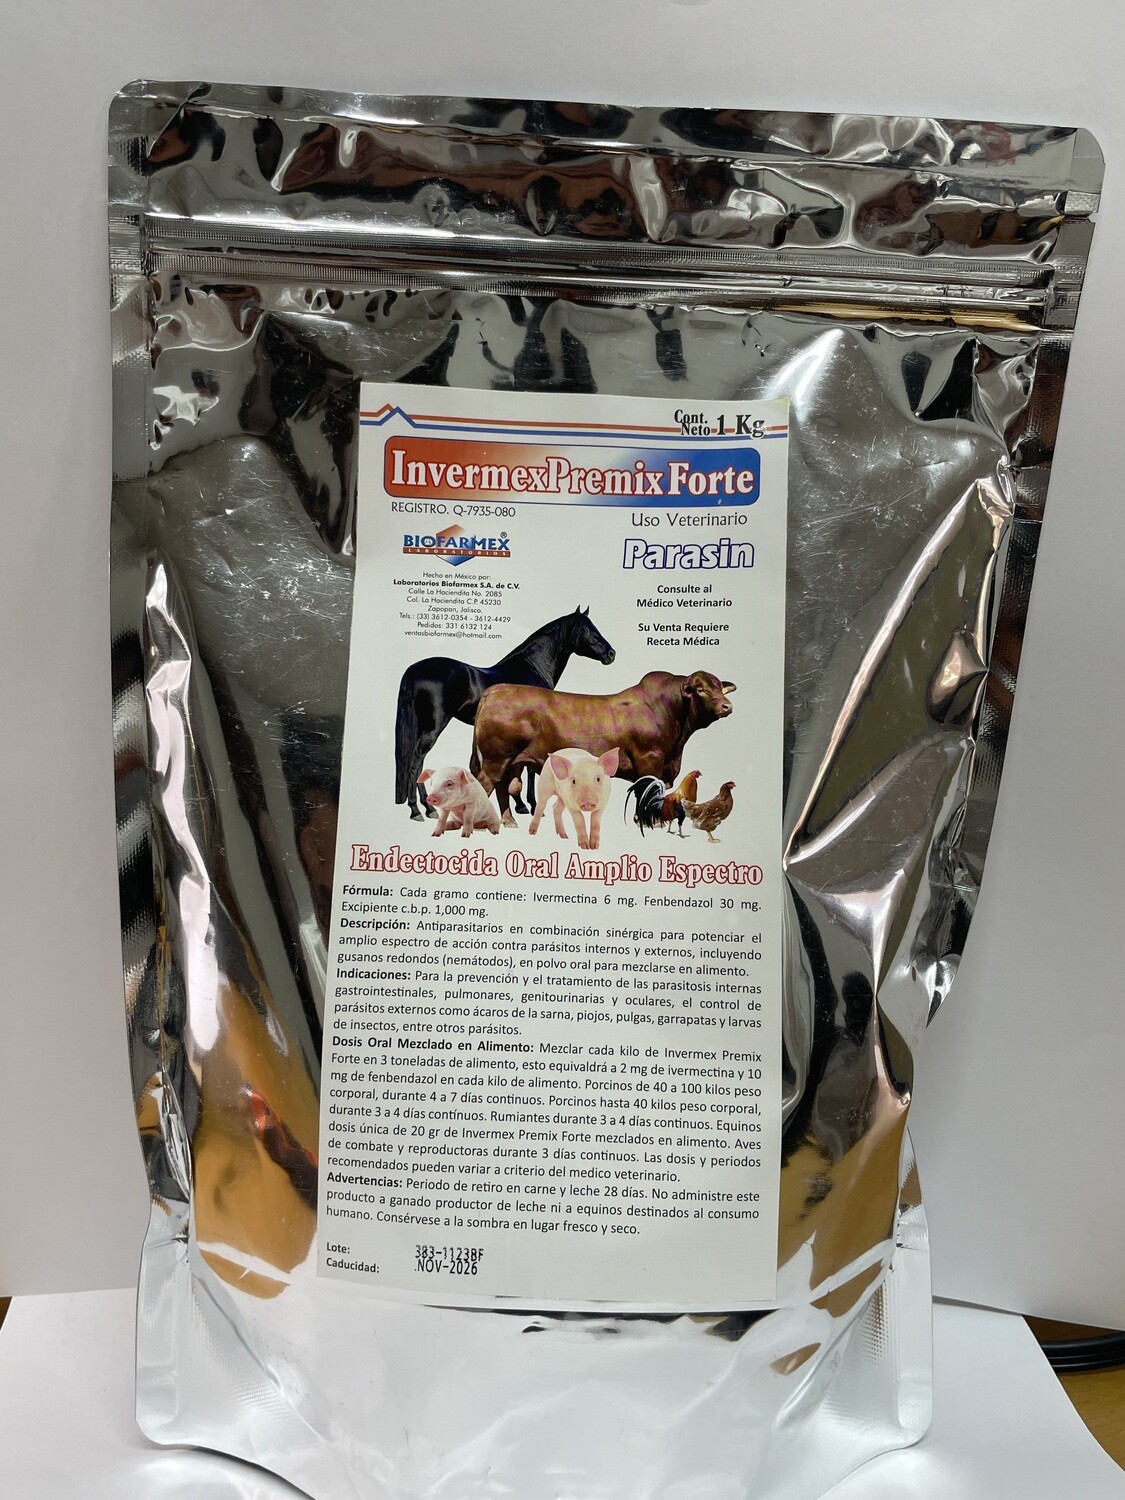 Cont. Neto 1 Kg
InvermexPremix Forte
REGISTRO. Q-7935-080
Uso Veterinario
BIOFARMEX®
LABORATORIOS
Parasin
Hecho en México por:
Laboratorios Biofarmex S.A. de C.V.
Calle La Haciendita No. 2085
Col. La Haciendita C.P. 45230
Zapopan, Jalisco.
Tels.: (33) 3612-0354 - 3612-4429
Pedidos: 331 6132 124
ventasbiofarmex@hotmail.com
Consulte al
Médico Veterinario
Su Venta Requiere
Receta Médica
Endectocida Oral Amplio Espectro
Fórmula: Cada gramo contiene: Ivermectina 6 mg. Fenbendazol 30 mg.
Excipiente c.b.p. 1,000 mg.
Descripción: Antiparasitarios en combinación sinérgica para potenciar el
amplio espectro de acción contra parásitos internos y externos, incluyendo
gusanos redondos (nemátodos), en polvo oral para mezclarse en alimento.
Indicaciones: Para la prevención y el tratamiento de las parasitosis internas
gastrointestinales, pulmonares, genitourinarias y oculares, el control de
parásitos externos como ácaros de la sarna, piojos, pulgas, garrapatas y larvas
de insectos, entre otros parásitos.
Dosis Oral Mezclado en Alimento: Mezclar cada kilo de Invermex Premix
Forte en 3 toneladas de alimento, esto equivaldrá a 2 mg de ivermectina y 10
mg de fenbendazol en cada kilo de alimento. Porcinos de 40 a 100 kilos peso
corporal, durante 4 a 7 días continuos. Porcinos hasta 40 kilos peso corporal,
durante 3 a 4 días contínuos. Rumiantes durante 3 a 4 días continuos. Equinos
dosis única de 20 gr de Invermex Premix Forte mezclados en alimento. Aves
de combate y reproductoras durante 3 días continuos. Las dosis y periodos
recomendados pueden variar a criterio del medico veterinario.
Advertencias: Periodo de retiro en carne y leche 28 días. No administre este
producto a ganado productor de leche ni a equinos destinados al consumo
humano. Consérvese a la sombra en lugar fresco y seco.
Lote: 383-1123BF
Caducidad: NOV-2026